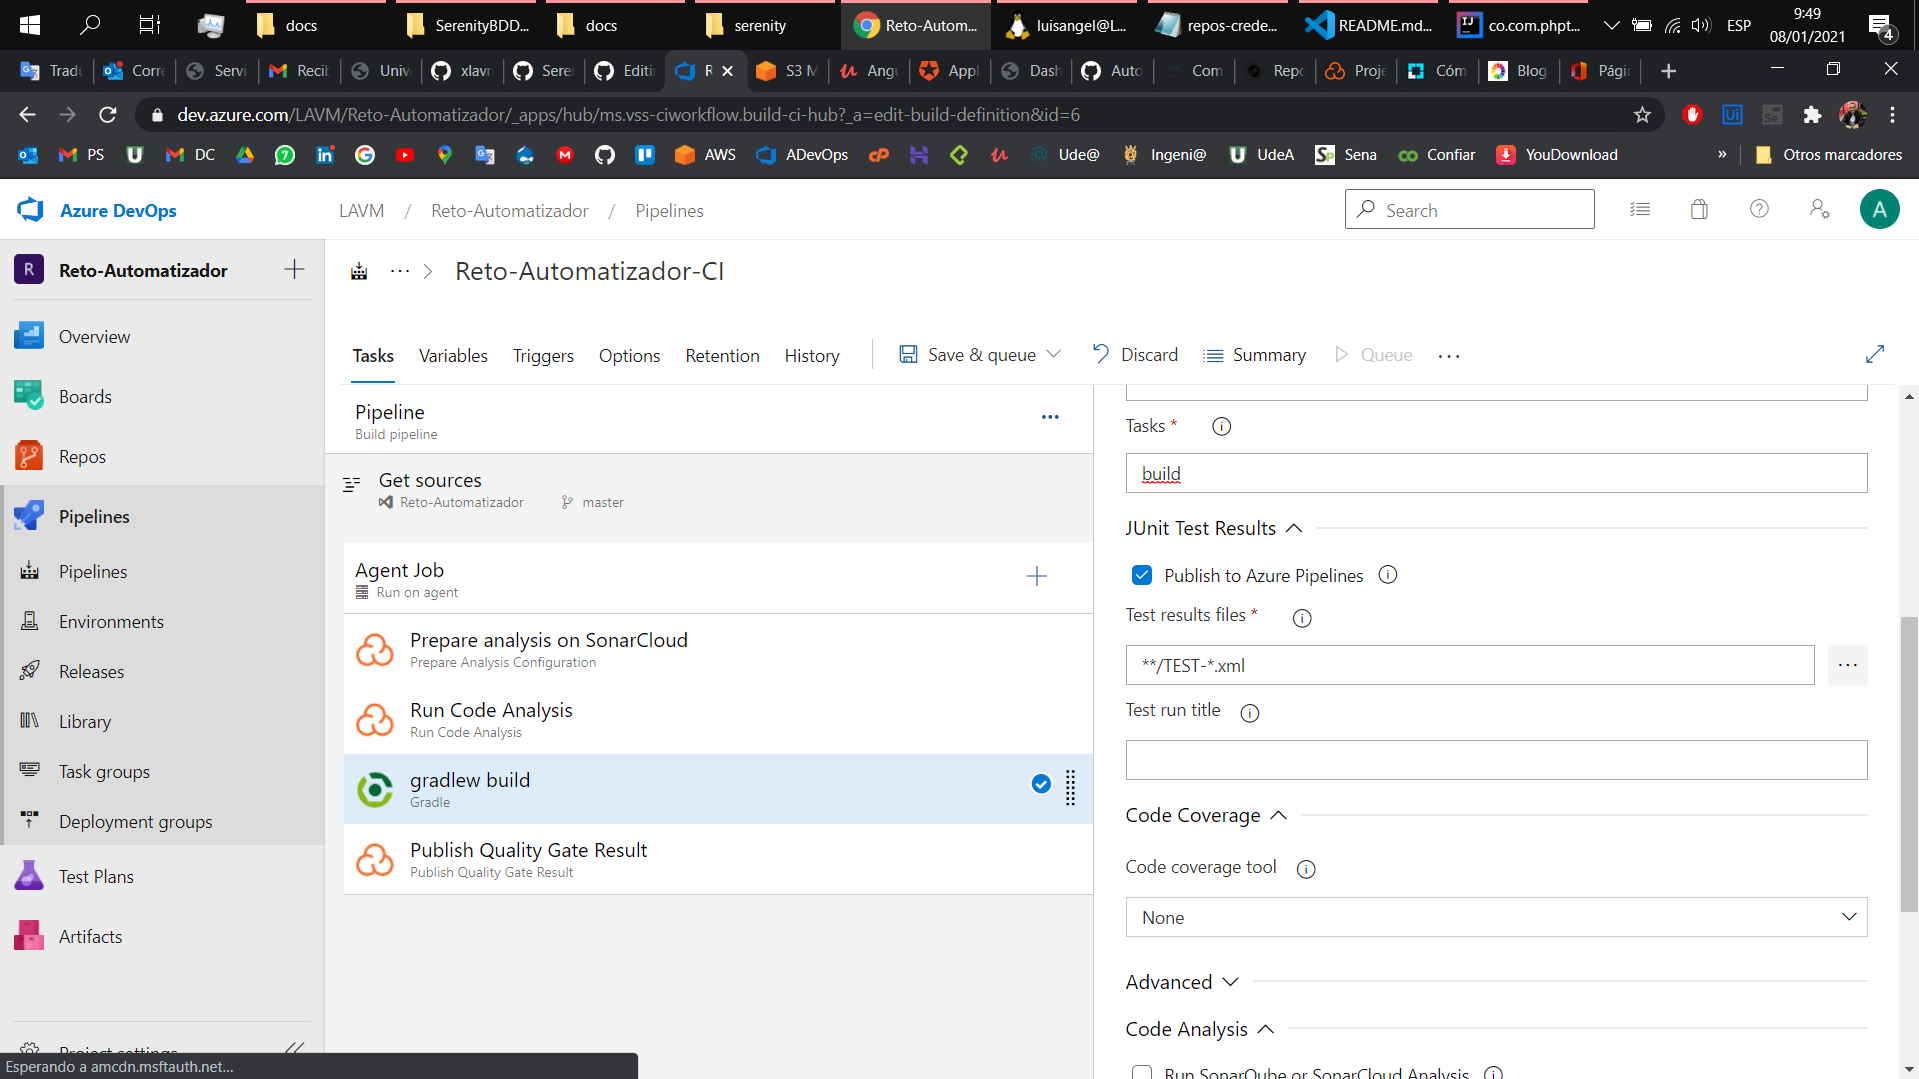 docs
SerenityBDD...
docs
serenity
Reto-Autom...
luisangel@L...
repos-crede...
README.md...
co.com.phpt...
ESP
9:49
08/01/2021
4
Tradu
Corre
Servi
Recib
Unive
xlavm
Seren
Editin
R
S3 M
Angu
Appl
Dash
Auto
Com
Repo
Proje
Cóm
Blog
Págin
dev.azure.com/LAVM/Reto-Automatizador/_apps/hub/ms.vss-ciworkflow.build-ci-hub?_a=edit-build-definition&id=6
PS
DC
AWS
ADevOps
Ude@
Ingeni@
UdeA
Sena
Confiar
YouDownload
»
Otros marcadores
Azure DevOps
LAVM / Reto-Automatizador / Pipelines
Search
A
R
Reto-Automatizador
Overview
Boards
Repos
Pipelines
Pipelines
Environments
Releases
Library
Task groups
Deployment groups
Test Plans
Artifacts
Project settings
Esperando a amcdn.msftauth.net...
Reto-Automatizador-CI
Tasks
Variables
Triggers
Options
Retention
History
Save & queue
Discard
Summary
Queue
Pipeline
Build pipeline
Get sources
Reto-Automatizador
master
Agent Job
Run on agent
Prepare analysis on SonarCloud
Prepare Analysis Configuration
Run Code Analysis
Run Code Analysis
gradlew build
Gradle
Publish Quality Gate Result
Publish Quality Gate Result
Tasks *
build
JUnit Test Results
Publish to Azure Pipelines
Test results files *
**/TEST-*.xml
Test run title
Code Coverage
Code coverage tool
None
Advanced
Code Analysis
Run SonarQube or SonarCloud Analysis